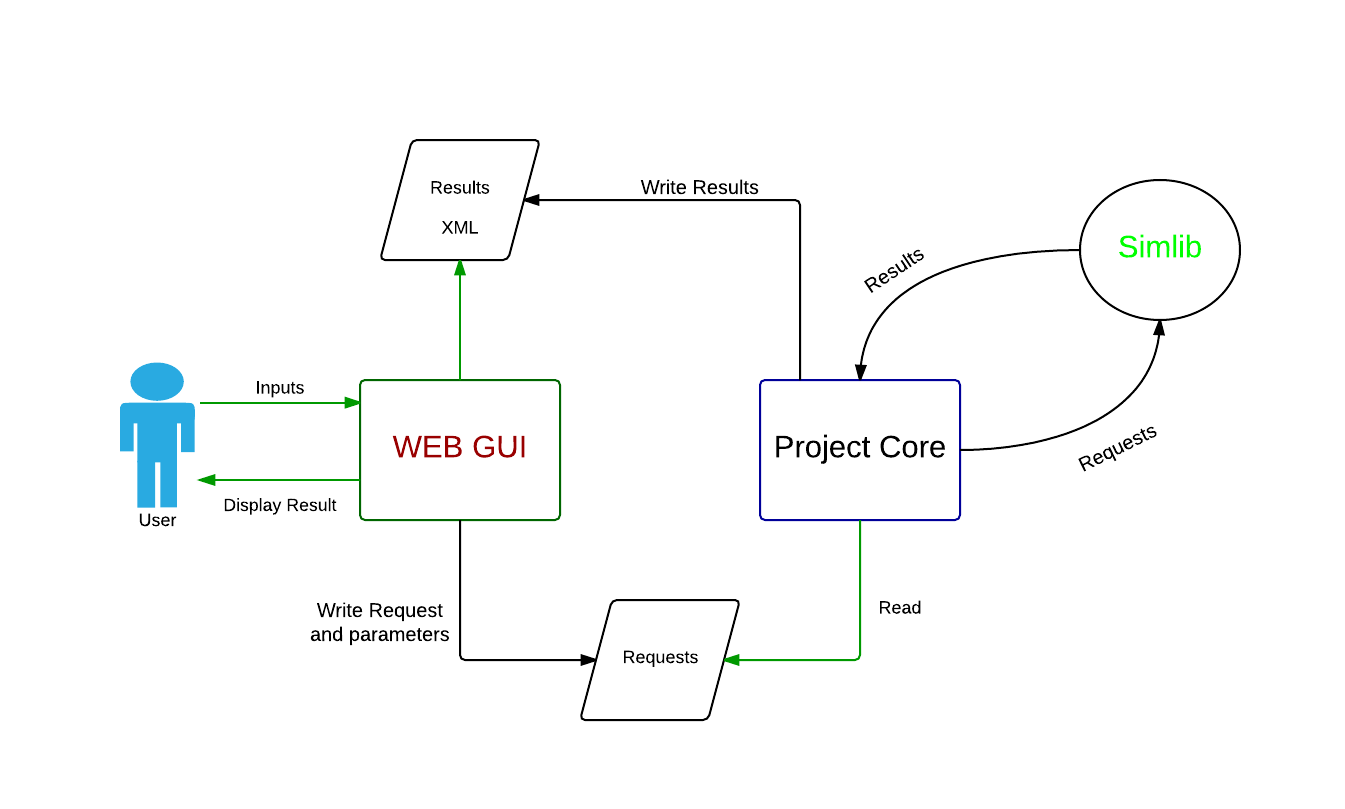 Results
XML
Write Results
Simlib
Results
Inputs
WEB GUI
Project Core
Requests
Display Result
User
Write Request
and parameters
Read
Requests